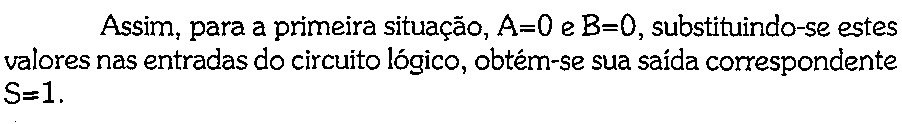 Assim, para a primeira situação, A=0 e B=0, substituindo-se estes
valores nas entradas do circuito lógico, obtém-se sua saída correspondente
S=1.